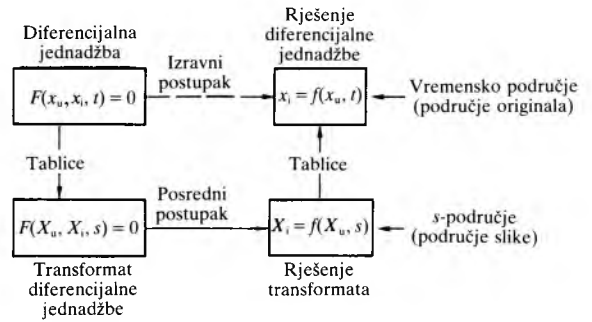 Diferencijalna
jednadžba
F(xᵤ, xᵢ, t) = 0
Izravni
postupak
Rješenje
diferencijalne
jednadžbe
xᵢ = f(xᵤ, t)
Vremensko područje
(područje originala)
Tablice
Tablice
F(Xᵤ, Xᵢ, s) = 0
Transformat
diferencijalne
jednadžbe
Posredni
postupak
Xᵢ = f(Xᵤ, s)
Rješenje
transformata
s-područje
(područje slike)